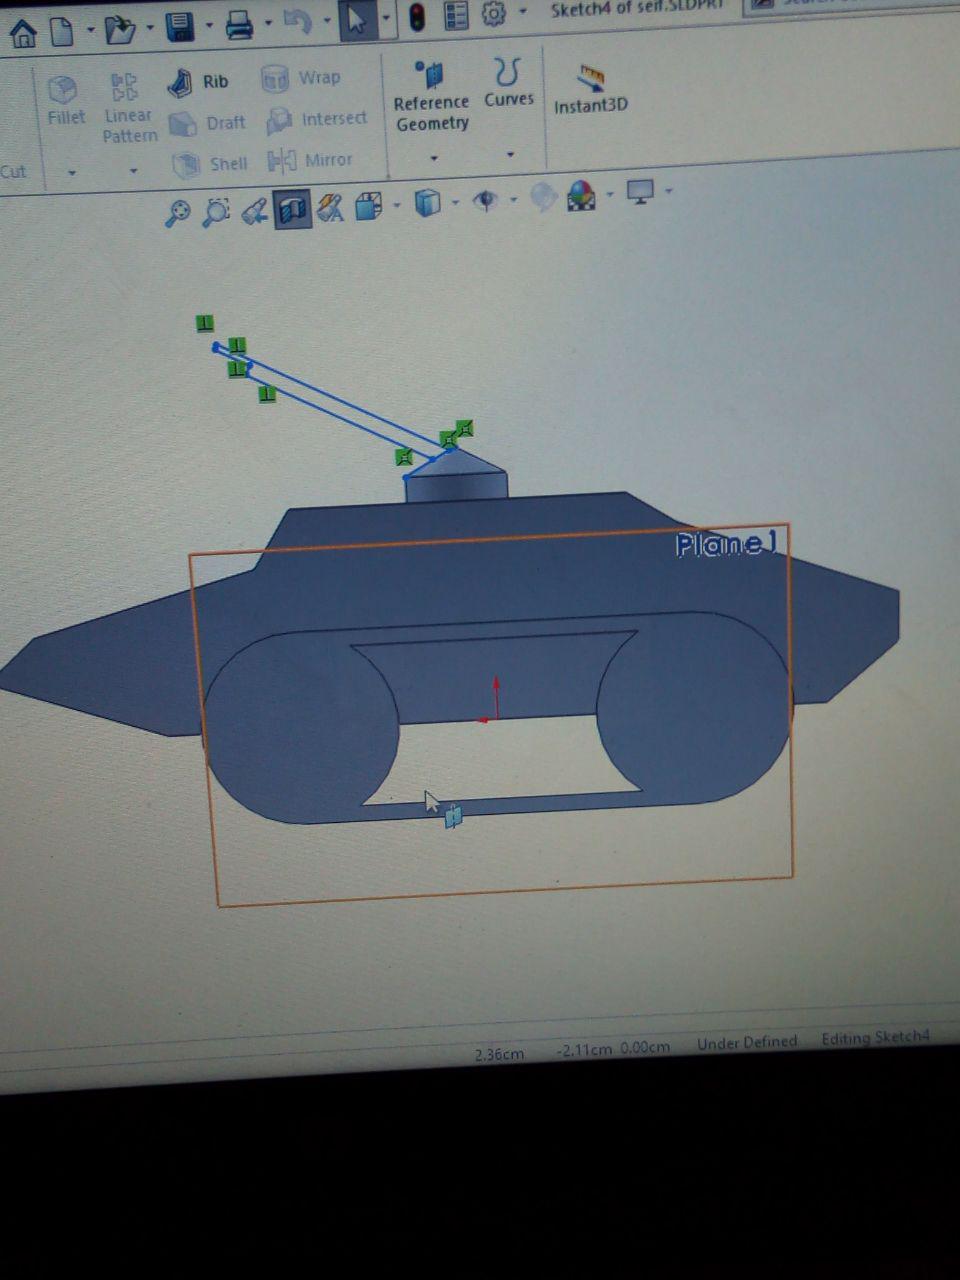 Sketch4 of seif.SLDPRT
Rib
Wrap
Fillet
Linear
Pattern
Draft
Intersect
Reference
Geometry
Curves
Instant3D
Cut
Shell
Mirror
Plane1
2.36cm -2.11cm 0.00cm Under Defined Editing Sketch4